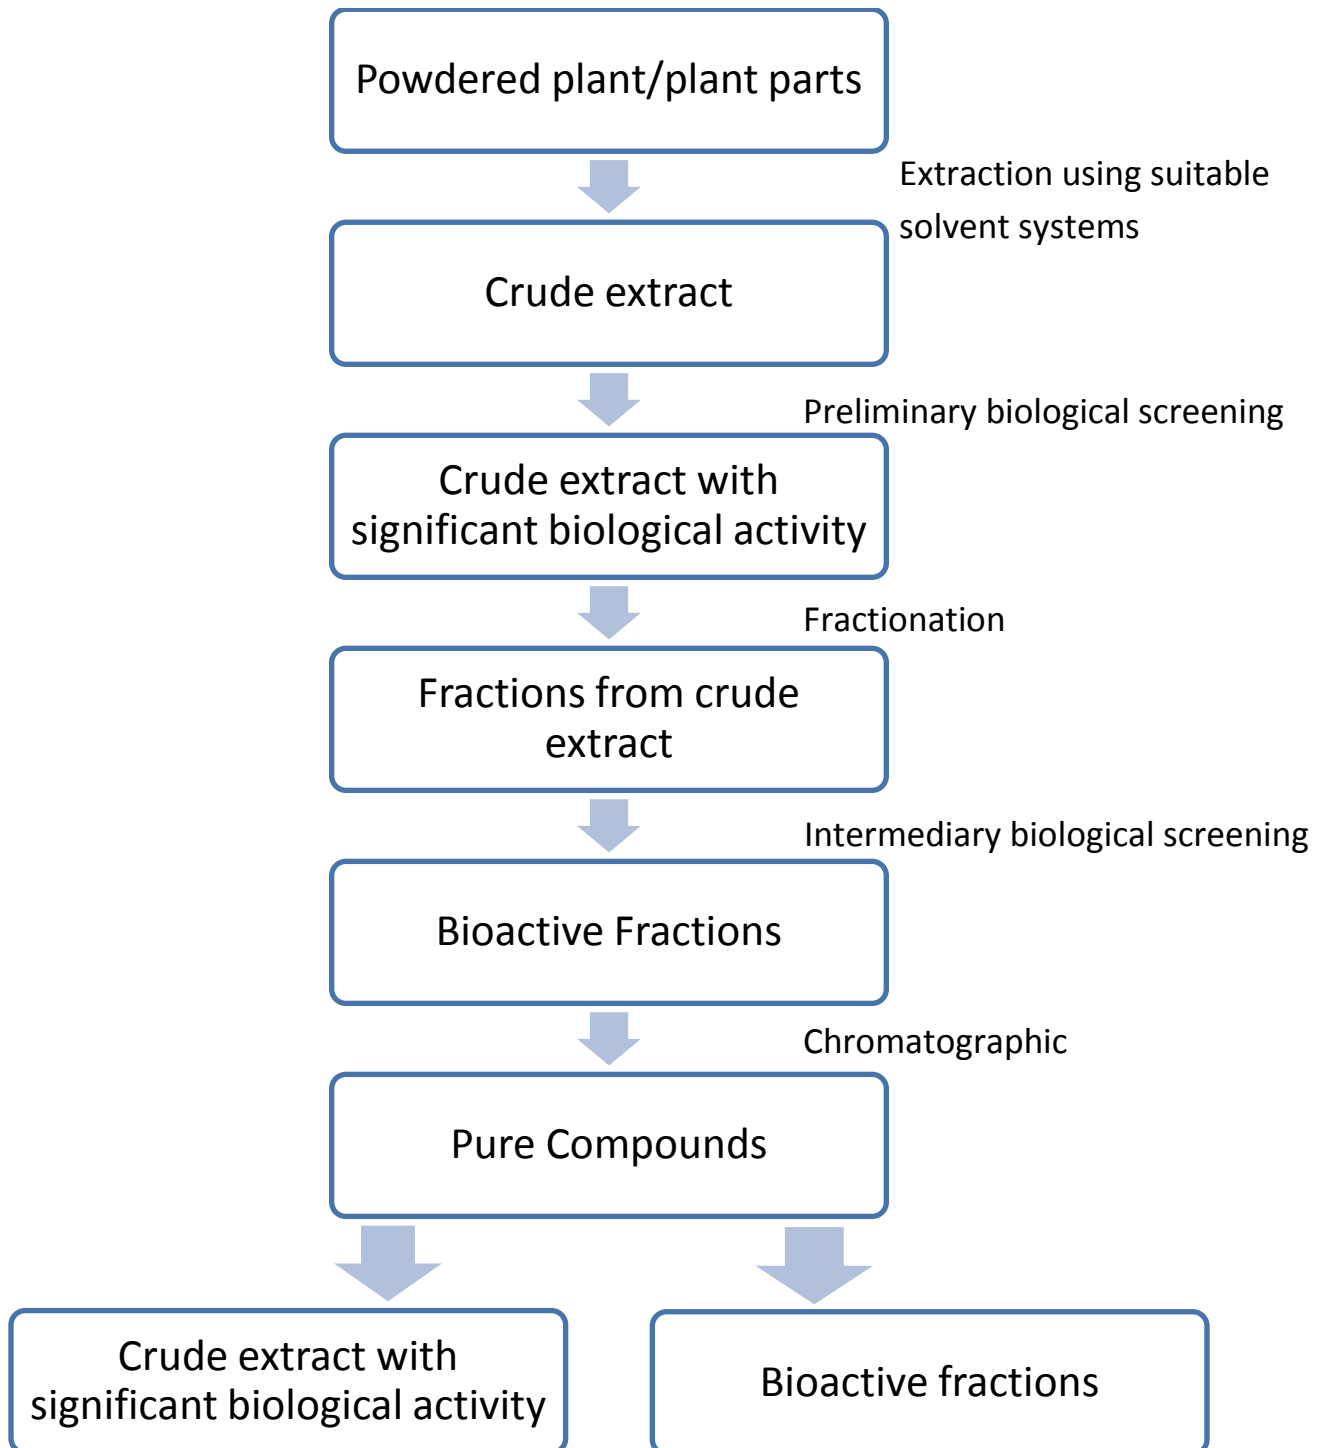 Powdered plant/plant parts
Extraction using suitable
solvent systems
Crude extract
Preliminary biological screening
Crude extract with
significant biological activity
Fractionation
Fractions from crude
extract
Intermediary biological screening
Bioactive Fractions
Chromatographic
Pure Compounds
Crude extract with
significant biological activity
Bioactive fractions